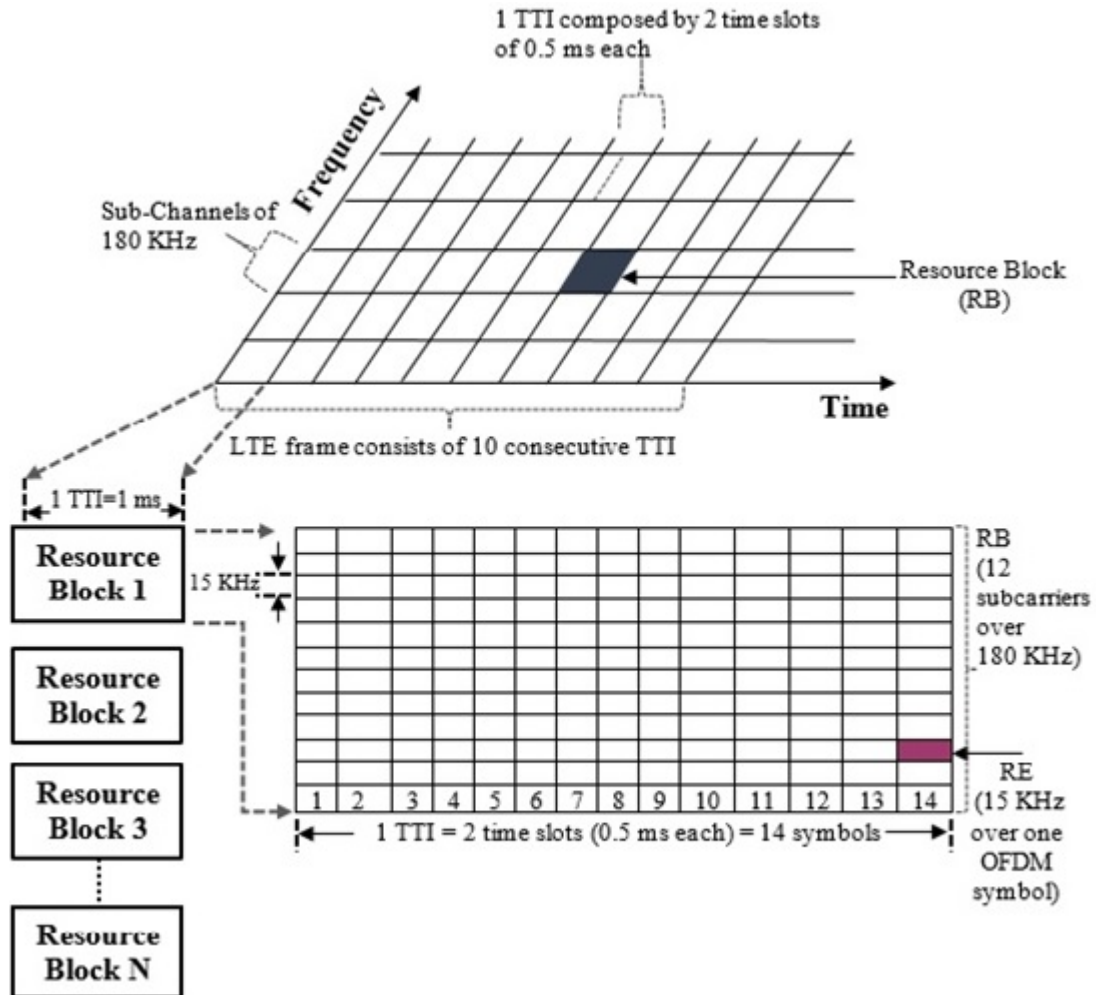 1 TTI composed by 2 time slots
of 0.5 ms each
Frequency
Sub-Channels of
180 KHz
Resource Block
(RB)
Time
LTE frame consists of 10 consecutive TTI
1 TTI=1 ms
Resource
Block 1
15 KHz
RB
(12
subcarriers
over
180 KHz)
Resource
Block 2
Resource
Block 3
RE
(15 KHz
over one
OFDM
symbol)
1 2 3 4 5 6 7 8 9 10 11 12 13 14
1 TTI = 2 time slots (0.5 ms each) = 14 symbols
Resource
Block N